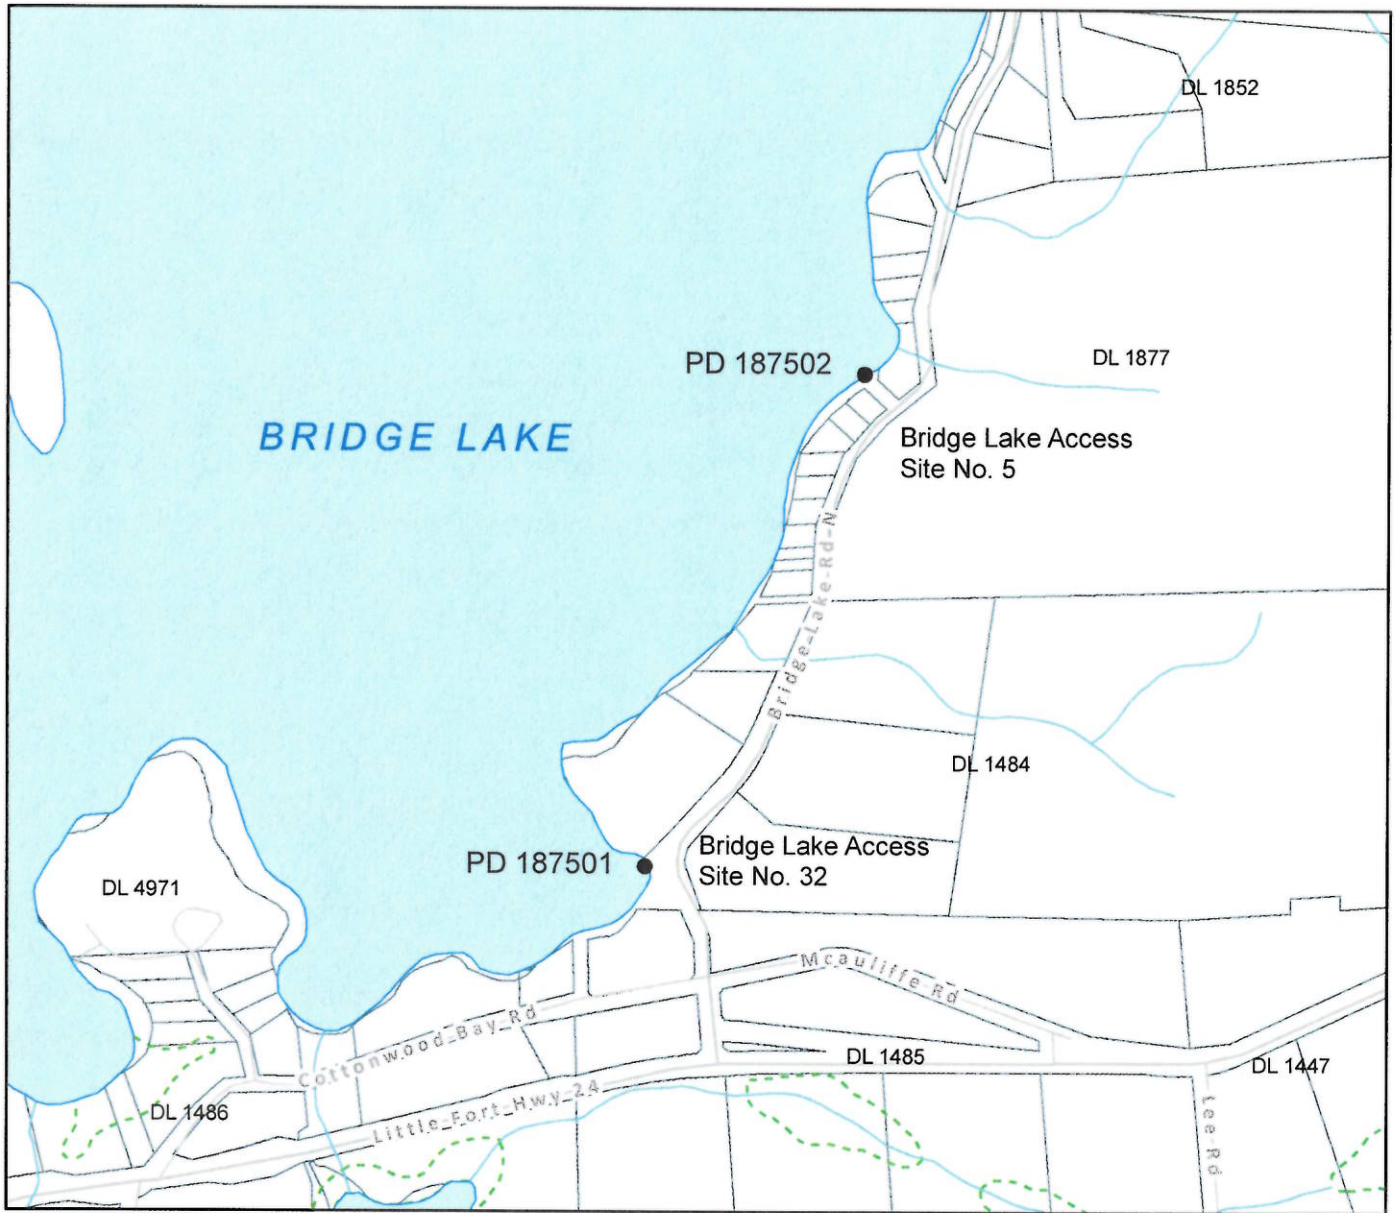 DL 1852
PD 187502
DL 1877
BRIDGE LAKE
Bridge Lake Access
Site No. 5
Bridge Lake Rd N
DL 1484
PD 187501
Bridge Lake Access
Site No. 32
DL 4971
Mcauliffe Rd
Cottonwood Bay Rd
DL 1485
DL 1447
DL 1486
Little Fort Hwy 24
Lee Rd